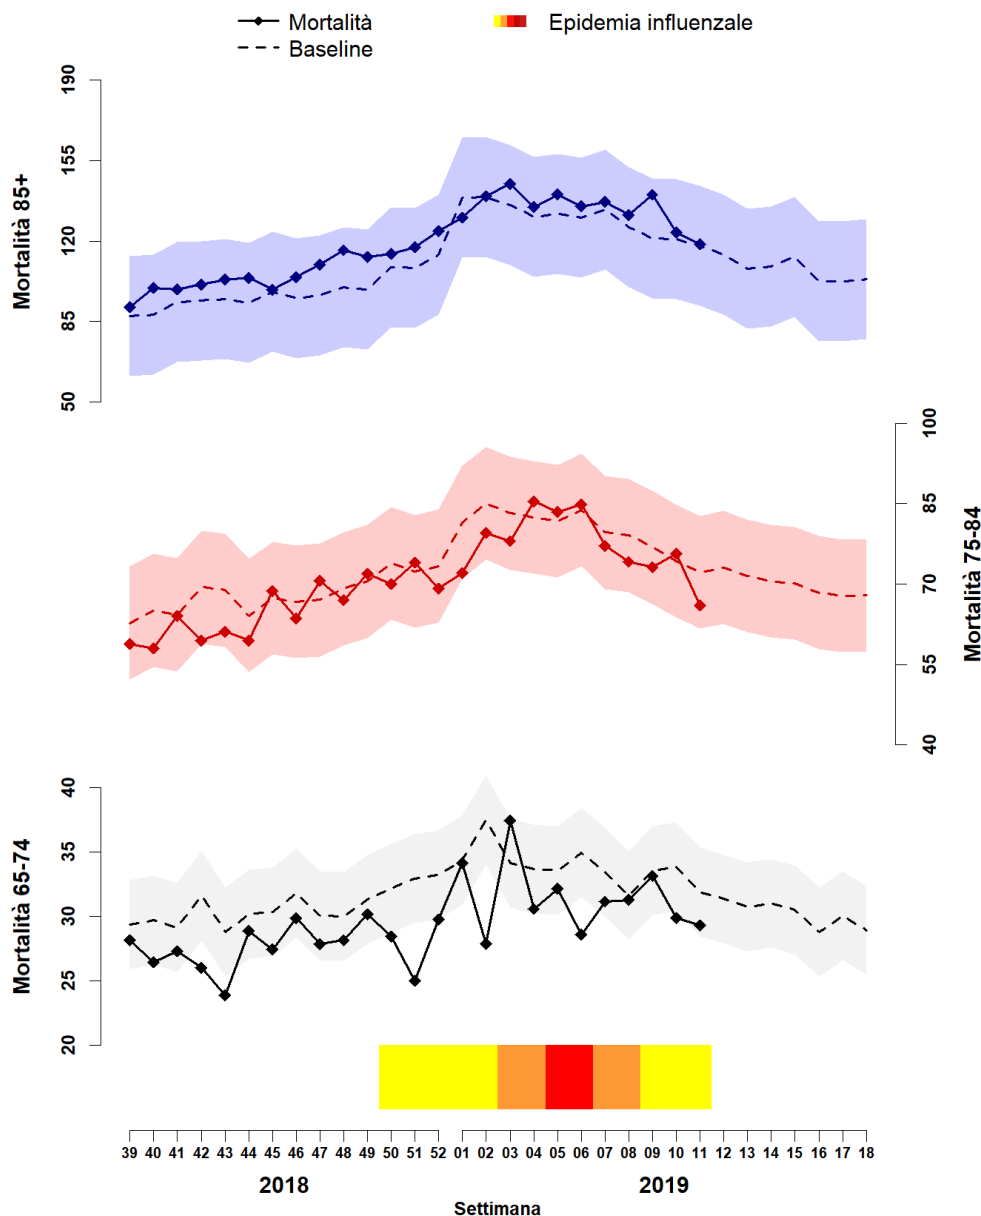 Mortalità
Epidemia influenzale
Baseline
Mortalità 85+
190
155
120
85
50
Mortalità 75-84
100
85
70
55
40
Mortalità 65-74
40
35
30
25
20
39 40 41 42 43 44 45 46 47 48 49 50 51 52 01 02 03 04 05 06 07 08 09 10 11 12 13 14 15 16 17 18
2018 2019
Settimana